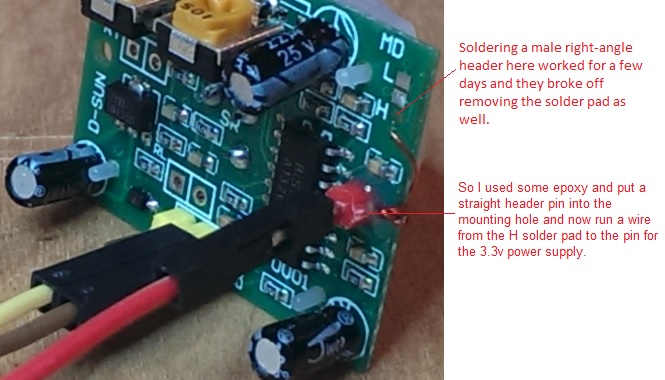 Soldering a male right-angle
header here worked for a few
days and they broke off
removing the solder pad as
well.
So I used some epoxy and put a
straight header pin into the
mounting hole and now run a wire
from the H solder pad to the pin for
the 3.3v power supply.
105
25 V
MD
L
H
D-SUN
0001